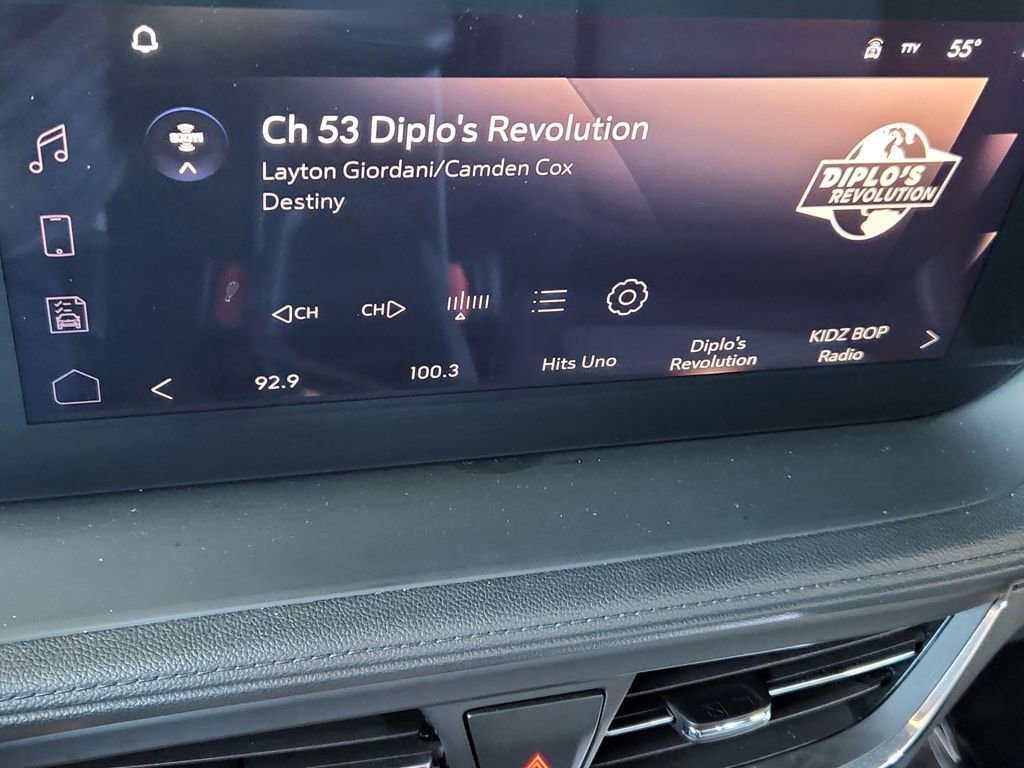 TTY 55°
Ch 53 Diplo's Revolution
Layton Giordani/Camden Cox
Destiny
DIPLO'S
REVOLUTION
CH CH
92.9
100.3
Hits Uno
Diplo's
Revolution
KIDZ BOP
Radio